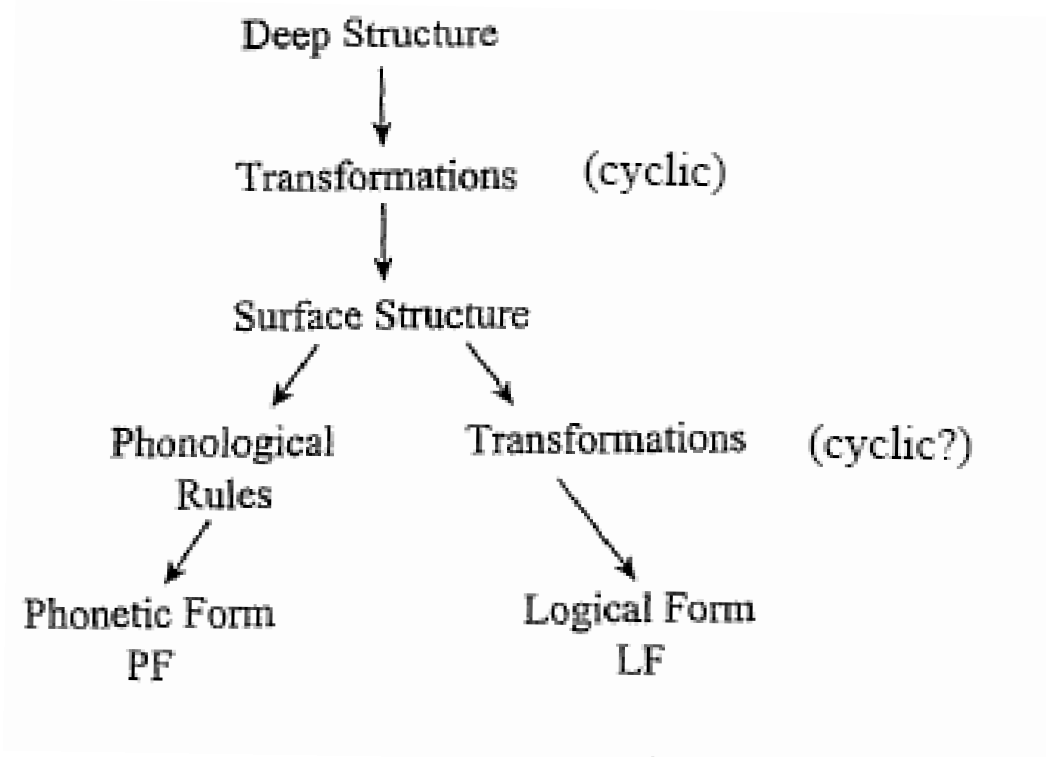 Deep Structure
Transformations (cyclic)
Surface Structure
Phonological
Rules
Transformations (cyclic?)
Phonetic Form
PF
Logical Form
LF